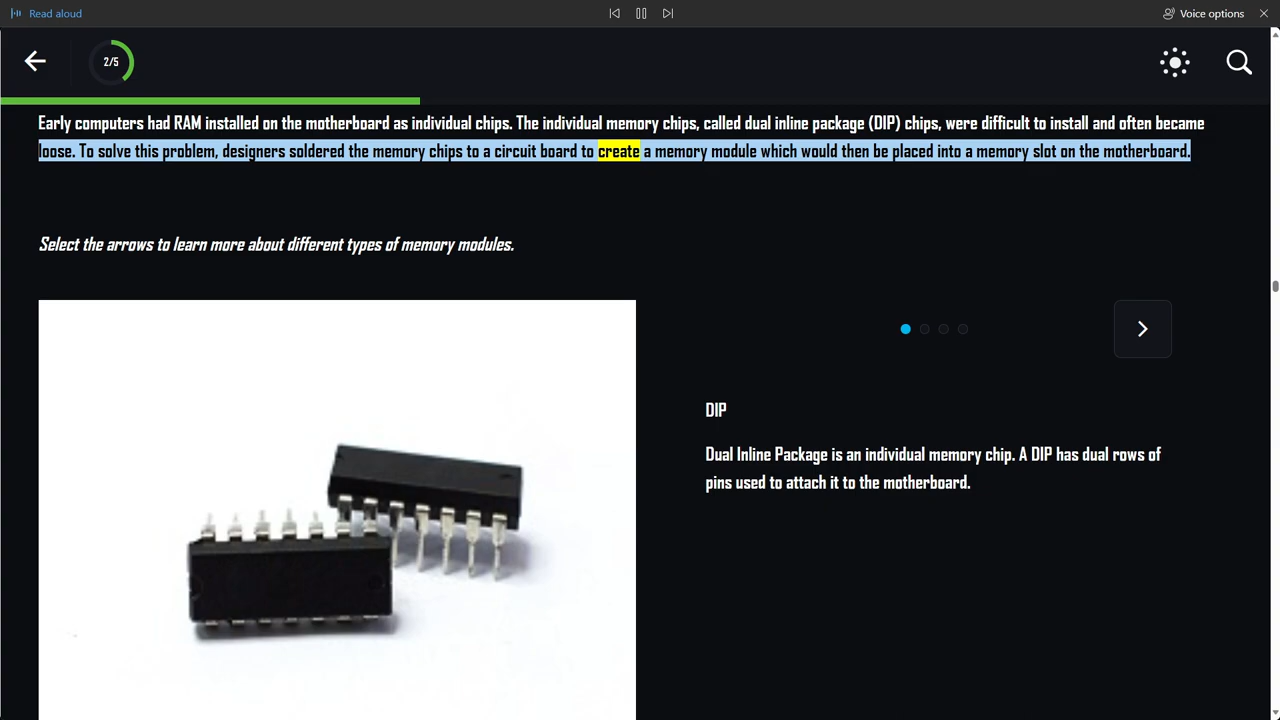 Read aloud
Voice options
2/5
Early computers had RAM installed on the motherboard as individual chips. The individual memory chips, called dual inline package (DIP) chips, were difficult to install and often became
loose. To solve this problem, designers soldered the memory chips to a circuit board to create a memory module which would then be placed into a memory slot on the motherboard.
Select the arrows to learn more about different types of memory modules.
DIP
Dual Inline Package is an individual memory chip. A DIP has dual rows of
pins used to attach it to the motherboard.